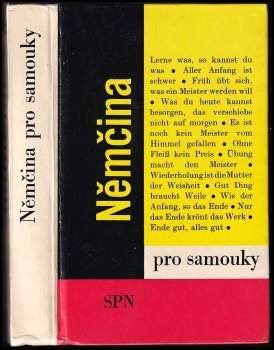 Němčina pro samouky
Němčina
Lerne was, so kannst du
was • Aller Anfang ist
schwer • Früh übt sich,
was ein Meister werden will
• Was du heute kannst
besorgen, das verschiebe
nicht auf morgen • Es ist
noch kein Meister vom
Himmel gefallen • Ohne
Fleiß kein Preis • Übung
macht den Meister •
Wiederholung ist die Mutter
der Weisheit • Gut Ding
braucht Weile • Wie der
Anfang, so das Ende • Nur
das Ende krönt das Werk •
Ende gut, alles gut •
pro samouky
SPN